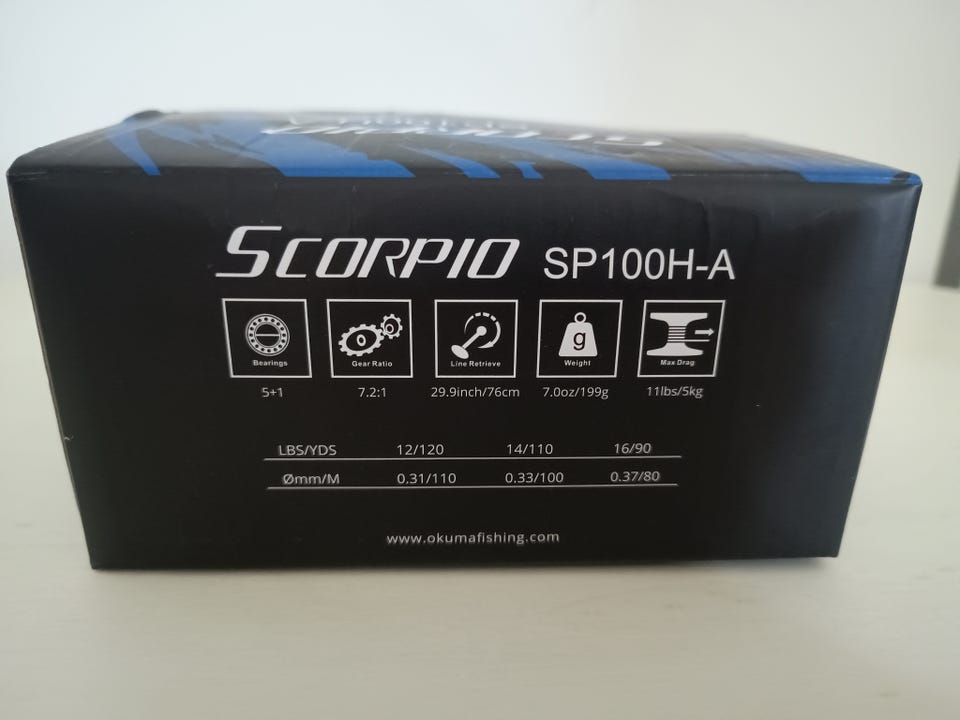 SCORPIO SP100H-A
Bearings Gear Ratio Line Retrieve g Weight Max Drag
5+1 7.2:1 29.9inch/76cm 7.0oz/199g 11lbs/5kg
LBS/YDS 12/120 14/110 16/90
Ømm/M 0.31/110 0.33/100 0.37/80
www.okumafishing.com